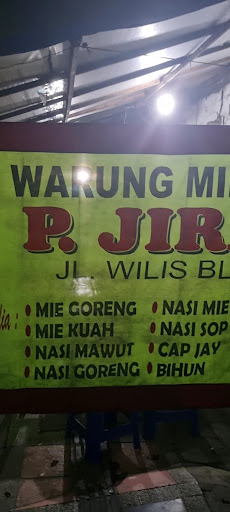 WARUNG MI
P. JIR
JL. WILIS BL
dia :
• MIE GORENG • NASI MIE
• MIE KUAH • NASI SOP
• NASI MAWUT • CAP JAY
• NASI GORENG • BIHUN